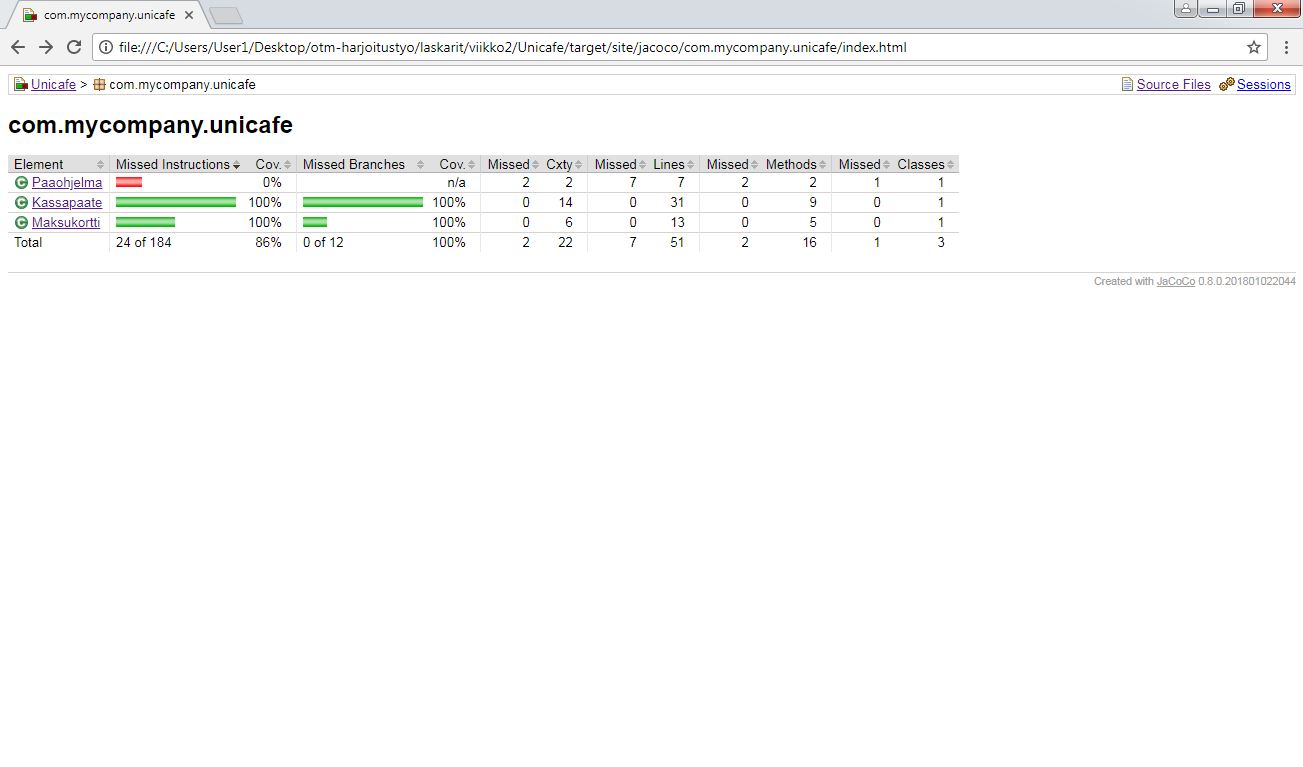 com.mycompany.unicafe
file:///C:/Users/User1/Desktop/otm-harjoitustyo/laskarit/viikko2/Unicafe/target/site/jacoco/com.mycompany.unicafe/index.html
Unicafe > com.mycompany.unicafe Source Files Sessions
com.mycompany.unicafe
Element Missed Instructions Cov. Missed Branches Cov. Missed Cxty Missed Lines Missed Methods Missed Classes
Paaohjelma 0% n/a 2 2 7 7 2 2 1 1
Kassapaate 100% 100% 0 14 0 31 0 9 0 1
Maksukortti 100% 100% 0 6 0 13 0 5 0 1
Total 24 of 184 86% 0 of 12 100% 2 22 7 51 2 16 1 3
Created with JaCoCo 0.8.0.201801022044